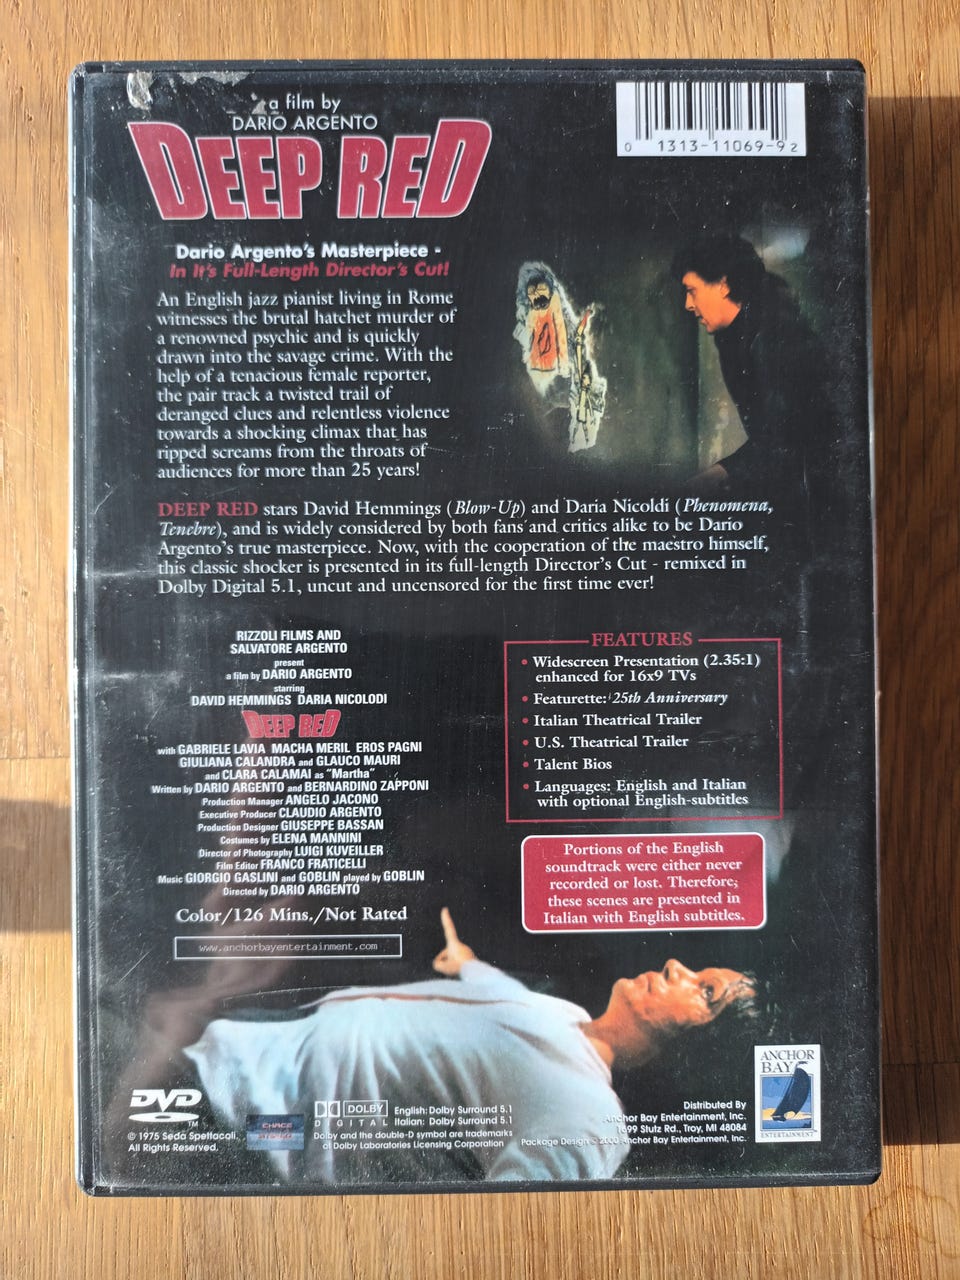 a film by
DARIO ARGENTO
DEEP RED
0 1313-11069-9 2
Dario Argento's Masterpiece -
In It's Full-Length Director's Cut!
An English jazz pianist living in Rome
witnesses the brutal hatchet murder of
a renowned psychic and is quickly
drawn into the savage crime. With the
help of a tenacious female reporter,
the pair track a twisted trail of
deranged clues and relentless violence
towards a shocking climax that has
ripped screams from the throats of
audiences for more than 25 years!
DEEP RED stars David Hemmings (Blow-Up) and Daria Nicoldi (Phenomena,
Tenebre), and is widely considered by both fans and critics alike to be Dario
Argento's true masterpiece. Now, with the cooperation of the maestro himself,
this classic shocker is presented in its full-length Director's Cut - remixed in
Dolby Digital 5.1, uncut and uncensored for the first time ever!
RIZZOLI FILMS AND
SALVATORE ARGENTO
present
a film by DARIO ARGENTO
starring
DAVID HEMMINGS DARIA NICOLODI
DEEP RED
with GABRIELE LAVIA MACHA MERIL EROS PAGNI
GIULIANA CALANDRA and GLAUCO MAURI
and CLARA CALAMAI as "Martha"
Written by DARIO ARGENTO and BERNARDINO ZAPPONI
Production Manager ANGELO JACONO
Executive Producer CLAUDIO ARGENTO
Production Designer GIUSEPPE BASSAN
Costumes by ELENA MANNINI
Director of Photography LUIGI KUVEILLER
Film Editor FRANCO FRATICELLI
Music GIORGIO GASLINI and GOBLIN played by GOBLIN
Directed by DARIO ARGENTO
Color/126 Mins./Not Rated
www.anchorbayentertainment.com
FEATURES
• Widescreen Presentation (2.35:1)
enhanced for 16x9 TVs
• Featurette: 25th Anniversary
• Italian Theatrical Trailer
• U.S. Theatrical Trailer
• Talent Bios
• Languages: English and Italian
with optional English-subtitles
Portions of the English
soundtrack were either never
recorded or lost. Therefore,
these scenes are presented in
Italian with English subtitles.
DVD
TM
© 1975 Seda Spettacoli.
All Rights Reserved.
CHACE
DOLBY
DIGITAL
English: Dolby Surround 5.1
Italian: Dolby Surround 5.1
Dolby and the double-D symbol are trademarks
of Dolby Laboratories Licensing Corporation
Distributed By
Anchor Bay Entertainment, Inc.
1699 Stutz Rd., Troy, MI 48084
Package Design © 2000 Anchor Bay Entertainment, Inc.
ANCHOR
BAY
ENTERTAINMENT